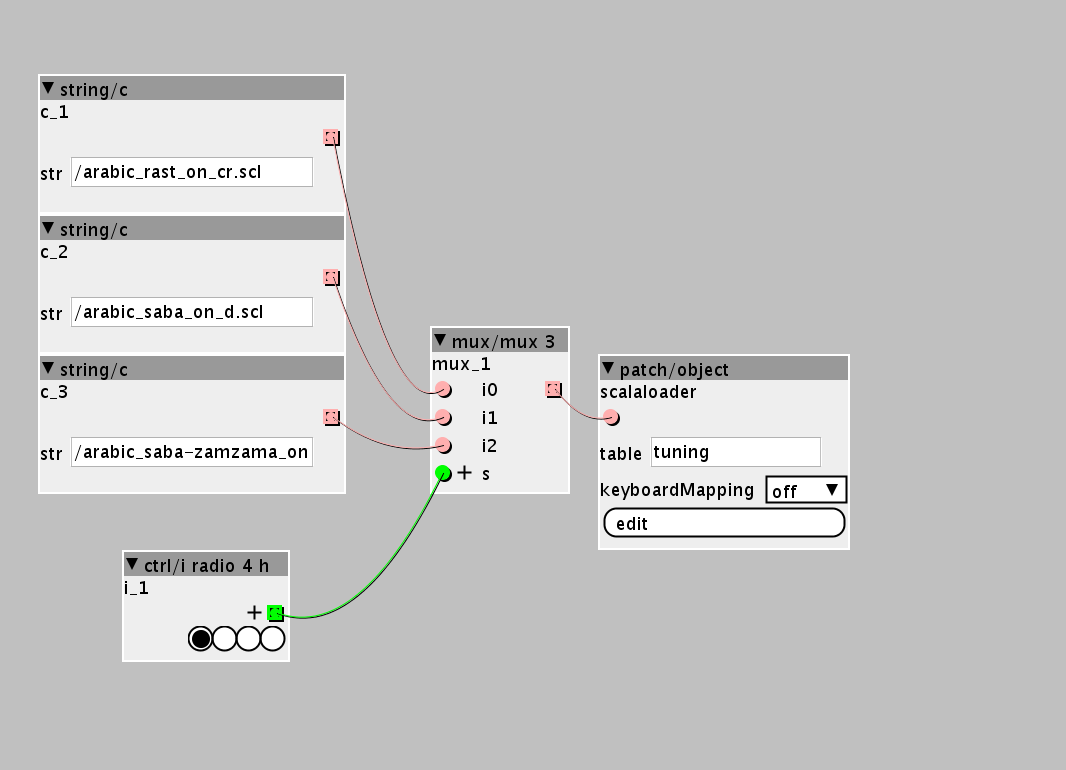 string/c
c_1
str /arabic_rast_on_cr.scl
string/c
c_2
str /arabic_saba_on_d.scl
string/c
c_3
str /arabic_saba-zamzama_on
mux/mux 3
mux_1
i0
i1
i2
+ s
patch/object
scalaloader
table tuning
keyboardMapping off
edit
ctrl/i radio 4 h
i_1
+